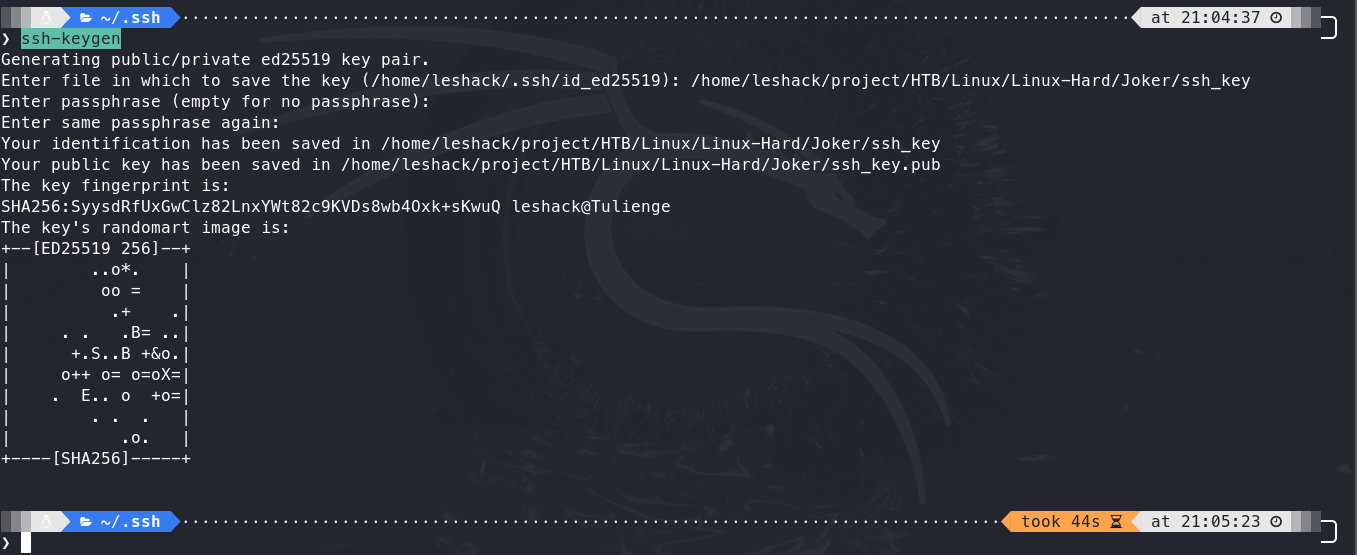 ~/.ssh ································ at 21:04:37
❯ ssh-keygen
Generating public/private ed25519 key pair.
Enter file in which to save the key (/home/leshack/.ssh/id_ed25519): /home/leshack/project/HTB/Linux/Linux-Hard/Joker/ssh_key
Enter passphrase (empty for no passphrase):
Enter same passphrase again:
Your identification has been saved in /home/leshack/project/HTB/Linux/Linux-Hard/Joker/ssh_key
Your public key has been saved in /home/leshack/project/HTB/Linux/Linux-Hard/Joker/ssh_key.pub
The key fingerprint is:
SHA256:SyysdRfUxGwClz82LnxYWt82c9KVDs8wb4Oxk+sKwuQ leshack@Tulienge
The key's randomart image is:
+--[ED25519 256]--+
|        ..o*.    |
|         oo =    |
|          .+    .|
|     . .   .B= ..|
|      +.S..B +&o.|
|     o++ o= o=oX=|
|    .  E.. o  +o=|
|        . .  .   |
|           .o.   |
+----[SHA256]-----+
~/.ssh ································ took 44s at 21:05:23
❯